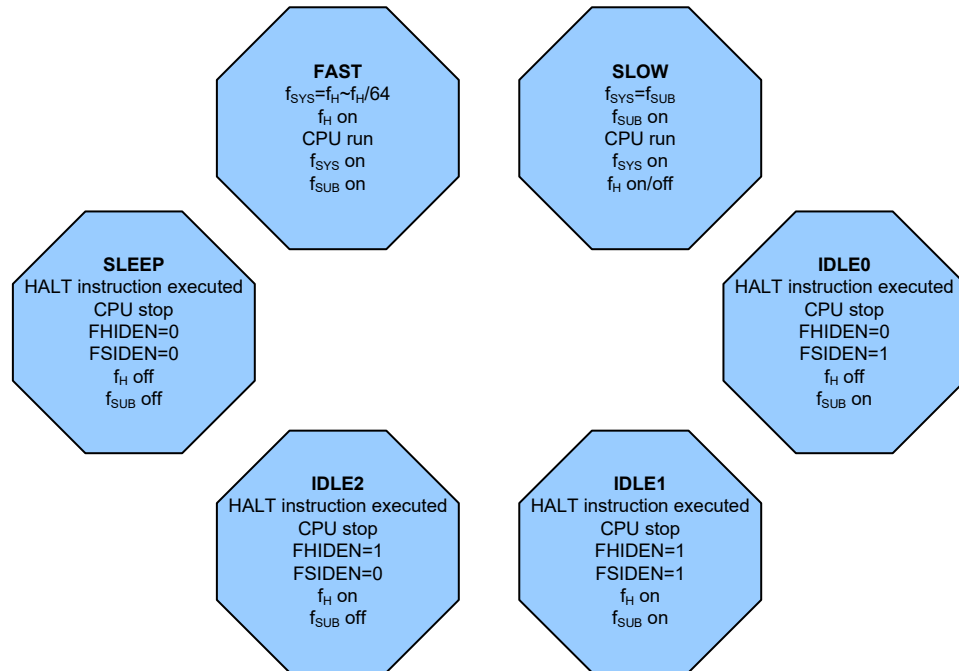 FAST
fSYS=fH~fH/64
fH on
CPU run
fSYS on
fSUB on
SLOW
fSYS=fSUB
fSUB on
CPU run
fSYS on
fH on/off
SLEEP
HALT instruction executed
CPU stop
FHIDEN=0
FSIDEN=0
fH off
fSUB off
IDLE0
HALT instruction executed
CPU stop
FHIDEN=0
FSIDEN=1
fH off
fSUB on
IDLE2
HALT instruction executed
CPU stop
FHIDEN=1
FSIDEN=0
fH on
fSUB off
IDLE1
HALT instruction executed
CPU stop
FHIDEN=1
FSIDEN=1
fH on
fSUB on